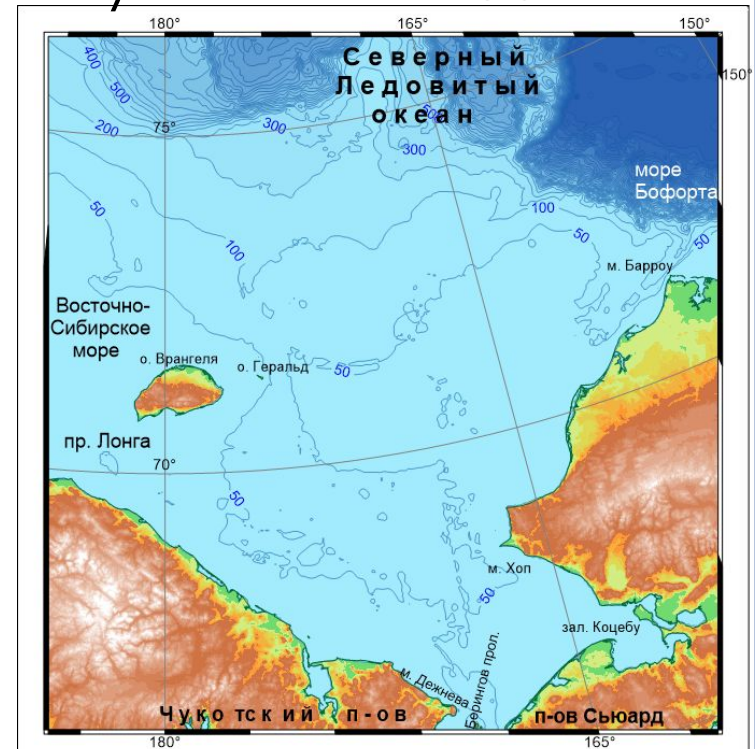 180°
165°
150°
Северный
Ледовитый
океан
150°
400
500
500
200
300
75°
300
море
Бофорта
50
100
100
50
50
м. Барроу
Восточно-
Сибирское
море
о. Врангеля
о. Геральд
50
пр. Лонга
70°
50
м. Хоп
50
зал. Коцебу
м. Дежнева
Берингов прол.
Чукотский п-ов
п-ов Сьюард
180°
165°